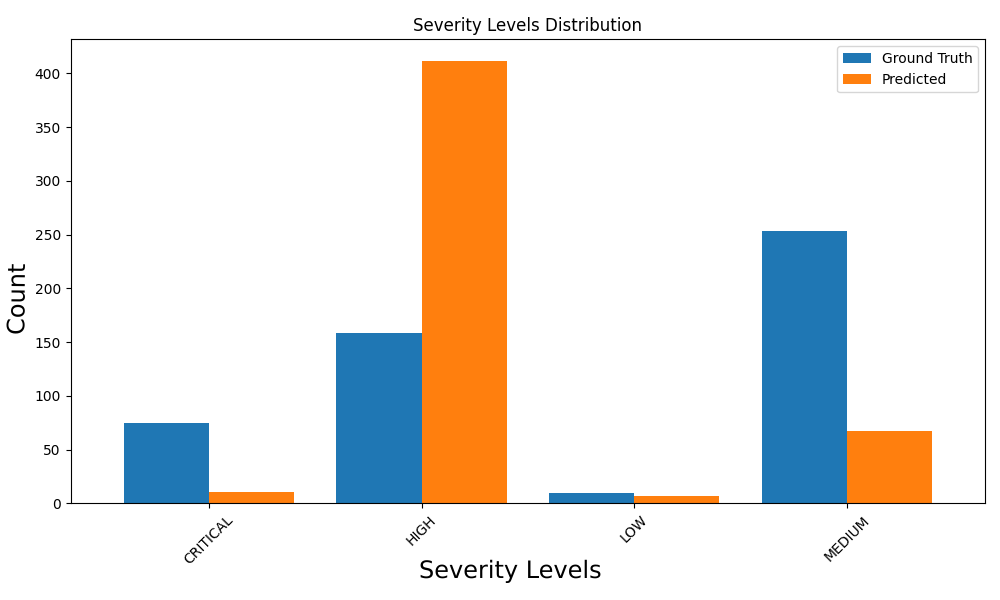 Severity Levels Distribution
Ground Truth
Predicted
400
350
300
250
200
150
100
50
0
Count
CRITICAL
HIGH
LOW
MEDIUM
Severity Levels